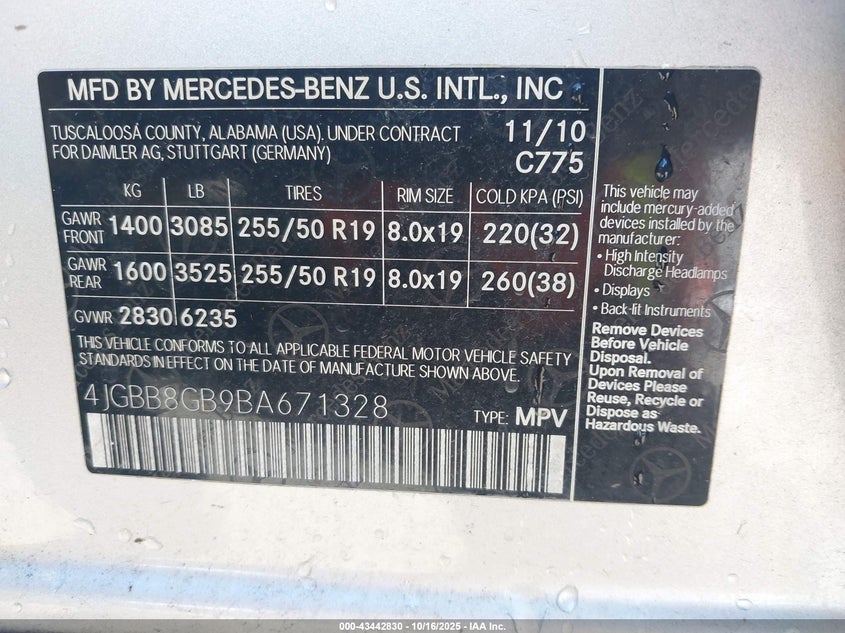 MFD BY MERCEDES-BENZ U.S. INTL., INC
TUSCALOOSA COUNTY, ALABAMA (USA). UNDER CONTRACT 11/10
FOR DAIMLER AG, STUTTGART (GERMANY) C775
KG LB TIRES RIM SIZE COLD KPA (PSI)
GAWR FRONT 1400 3085 255/50 R19 8.0x19 220(32)
GAWR REAR 1600 3525 255/50 R19 8.0x19 260(38)
GVWR 2830 6235
THIS VEHICLE CONFORMS TO ALL APPLICABLE FEDERAL MOTOR VEHICLE SAFETY
STANDARDS IN EFFECT ON THE DATE OF MANUFACTURE SHOWN ABOVE.
4JGBB8GB9BA671328 TYPE: MPV
This vehicle may
include mercury-added
devices installed by the
manufacturer:
• High Intensity
Discharge Headlamps
• Displays
• Back-lit Instruments
Remove Devices
Before Vehicle
Disposal.
Upon Removal of
Devices Please
Reuse, Recycle or
Dispose as
Hazardous Waste.
000-43442830 | 10/16/2025 - IAA Inc.